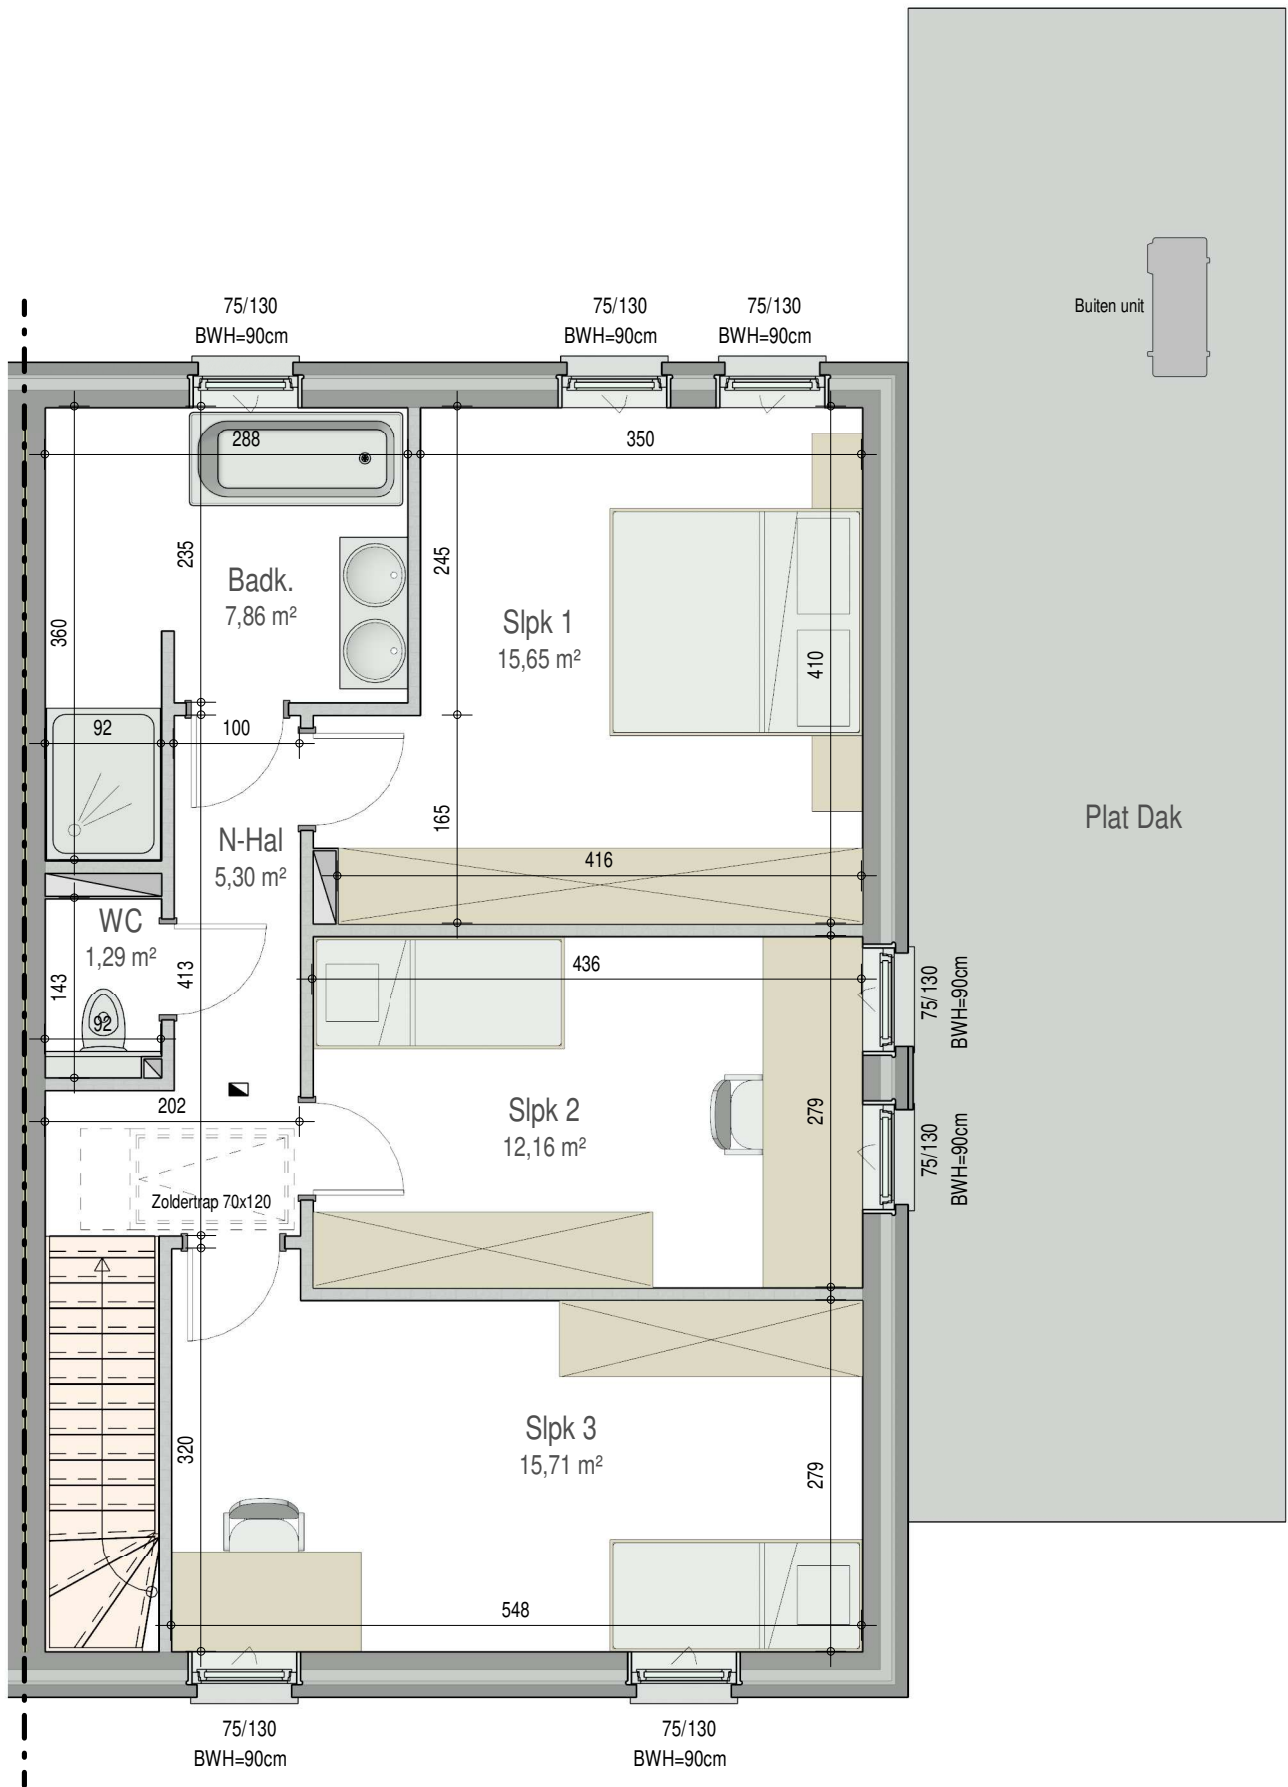 75/130
BWH=90cm
75/130
BWH=90cm
75/130
BWH=90cm
Buiten unit
288
350
235
245
Badk.
7,86 m²
Slpk 1
15,65 m²
360
410
92
100
165
N-Hal
5,30 m²
Plat Dak
416
WC
1,29 m²
143
92
413
436
75/130
BWH=90cm
202
Slpk 2
12,16 m²
279
75/130
BWH=90cm
Zoldertrap 70x120
320
Slpk 3
15,71 m²
279
548
75/130
BWH=90cm
75/130
BWH=90cm